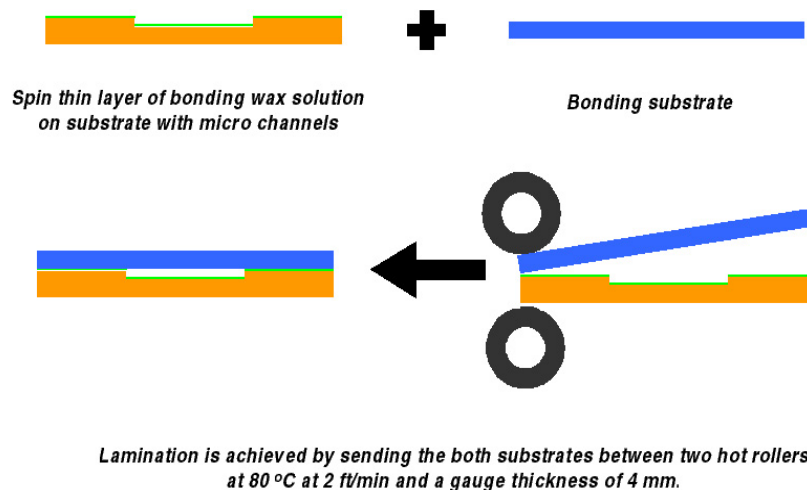 Spin thin layer of bonding wax solution
on substrate with micro channels
Bonding substrate
Lamination is achieved by sending the both substrates between two hot rollers
at 80 ºC at 2 ft/min and a gauge thickness of 4 mm.